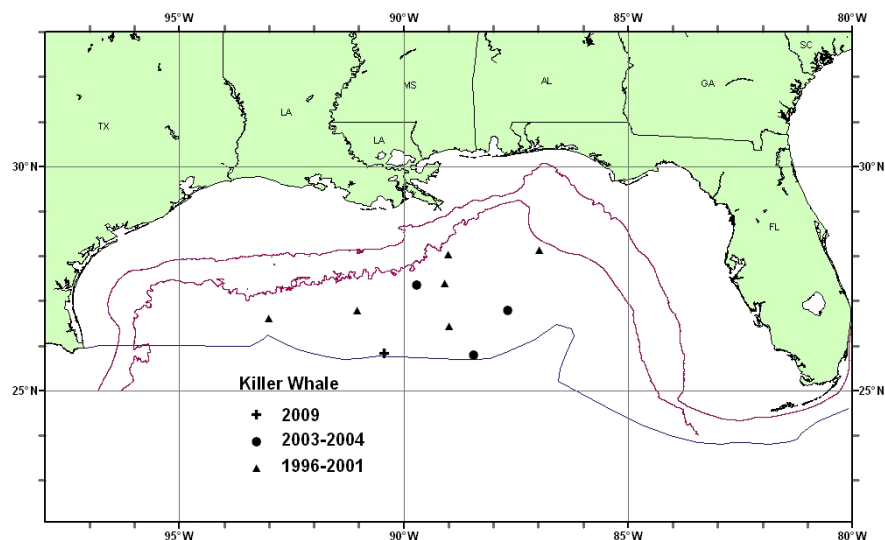 95°W 90°W 85°W 80°W
SC
MS AL GA
LA
TX
LA
30°N 30°N
FL
25°N 25°N
Killer Whale
2009
2003-2004
1996-2001
95°W 90°W 85°W 80°W